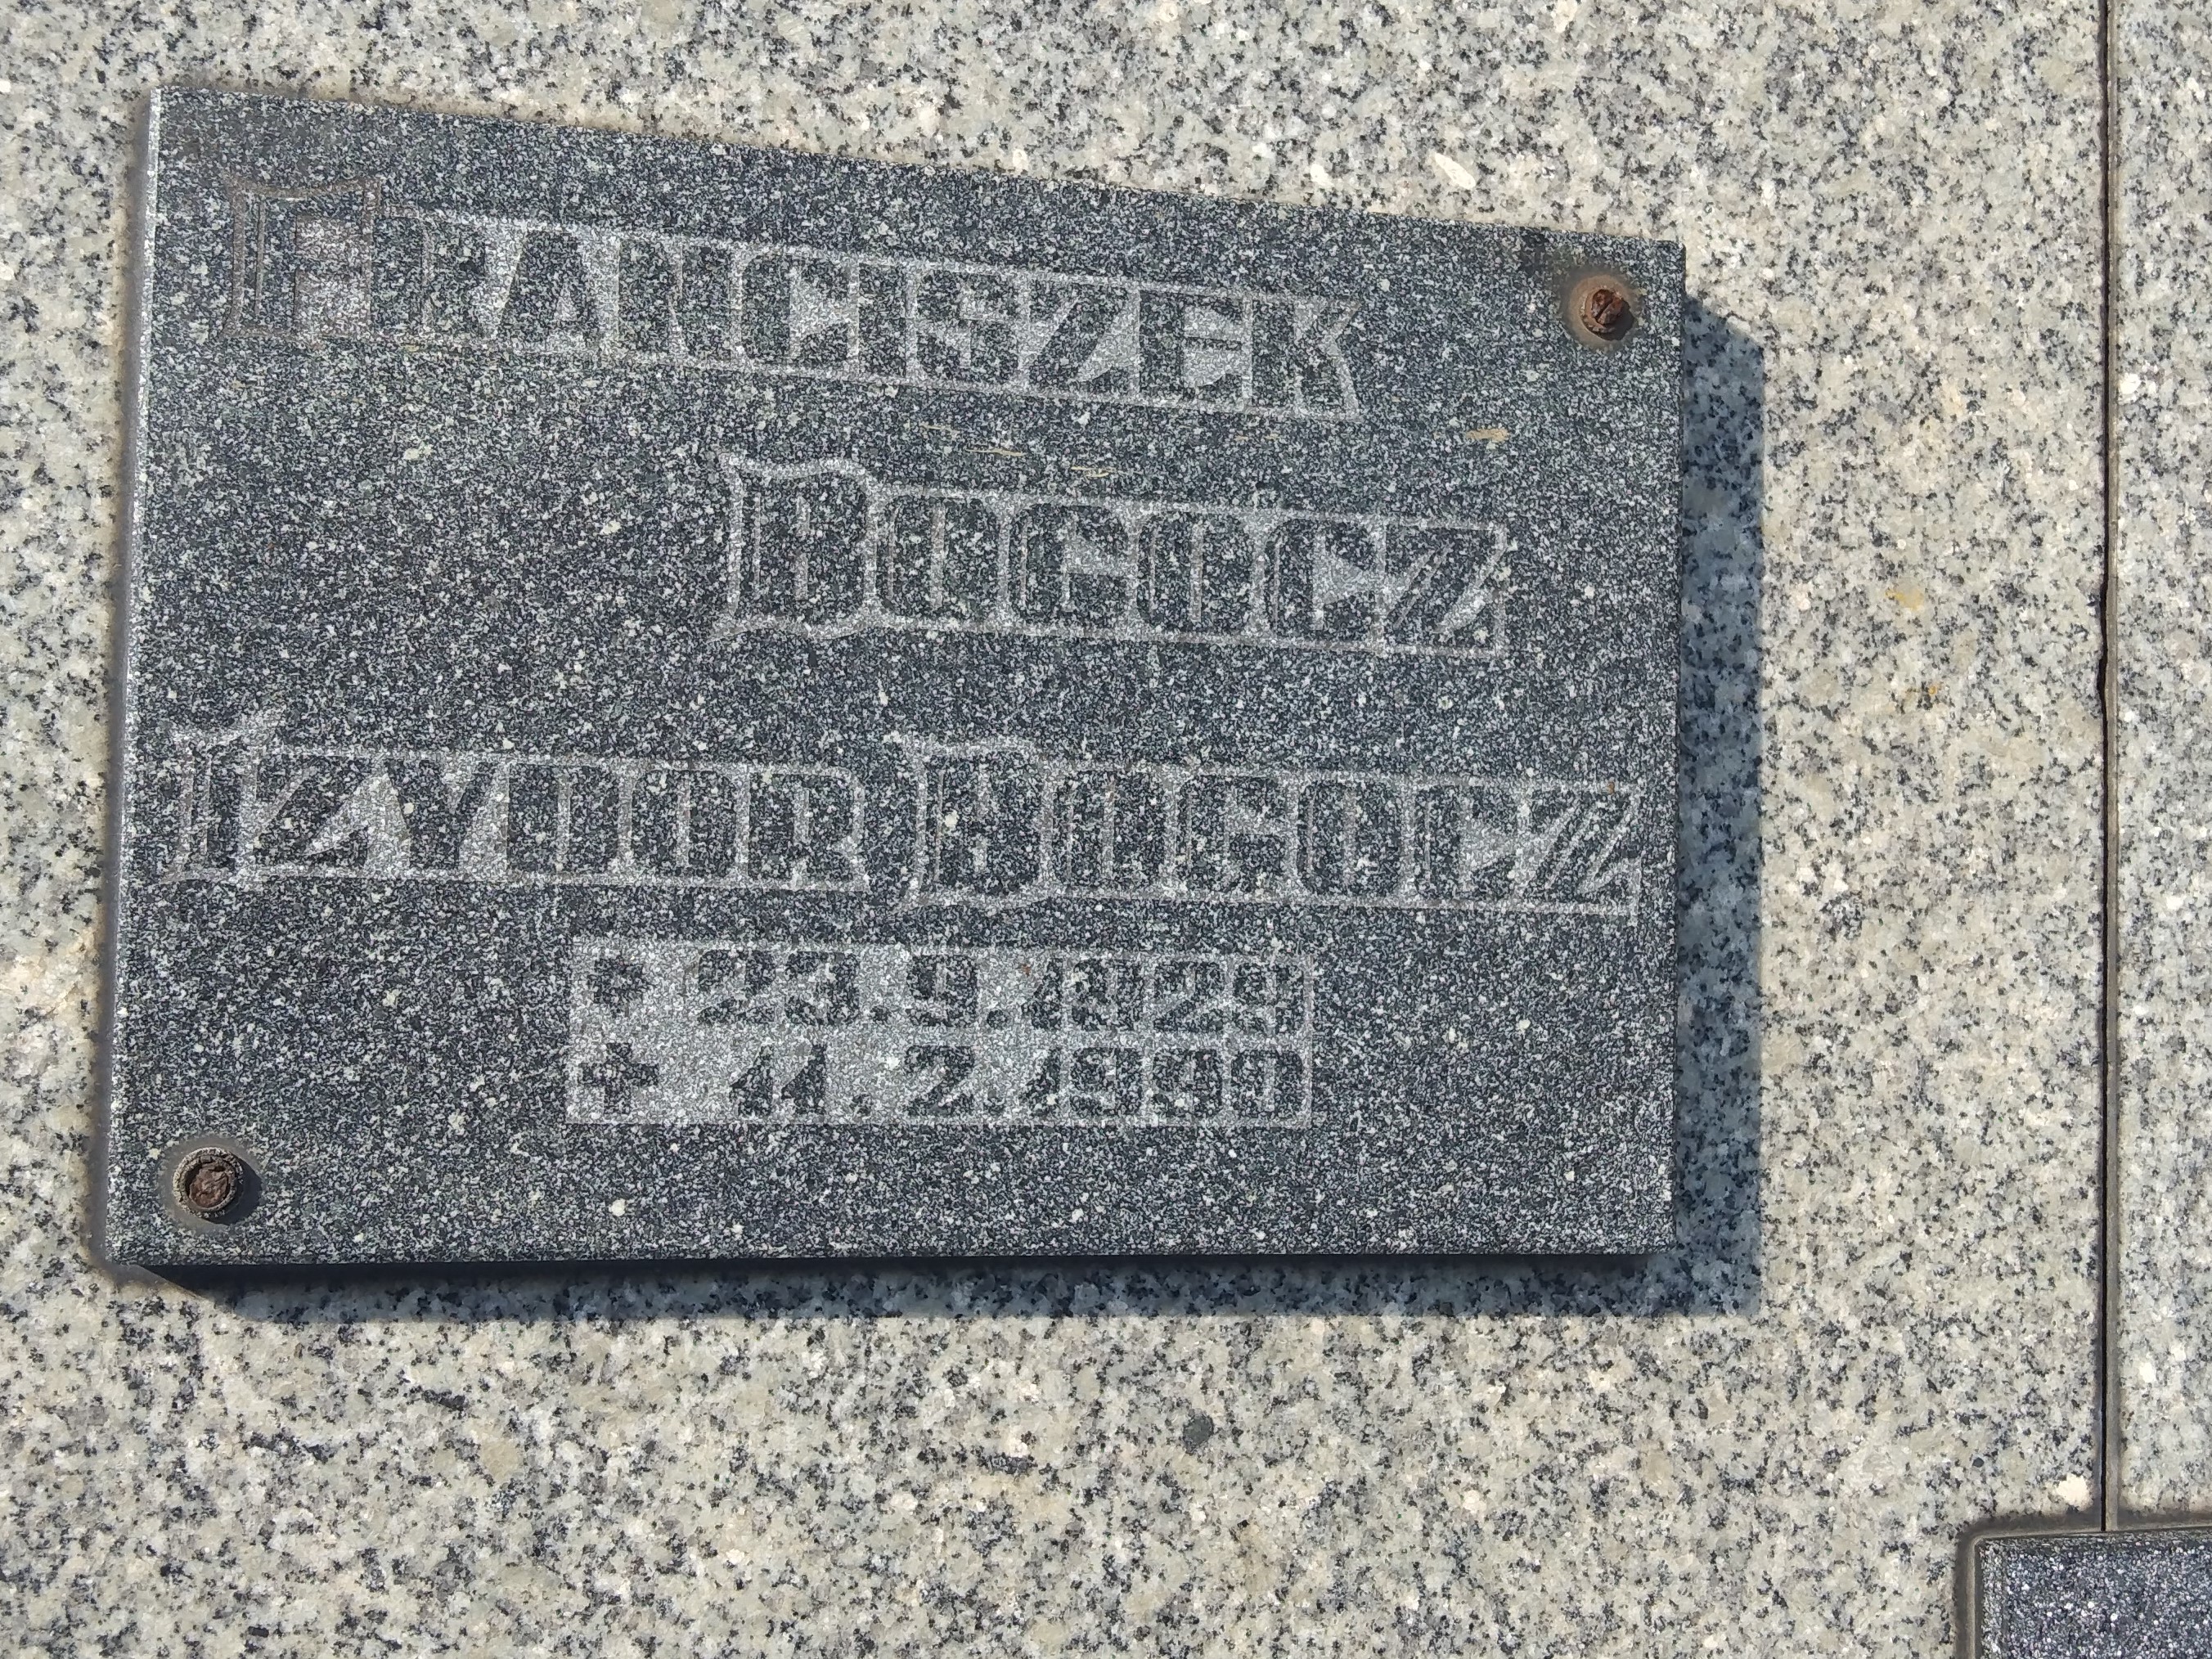 FRANCISZEK
BOGOCZ
IZYDOR BOGOCZ
* 23.9.1929
+ 11.2.1990